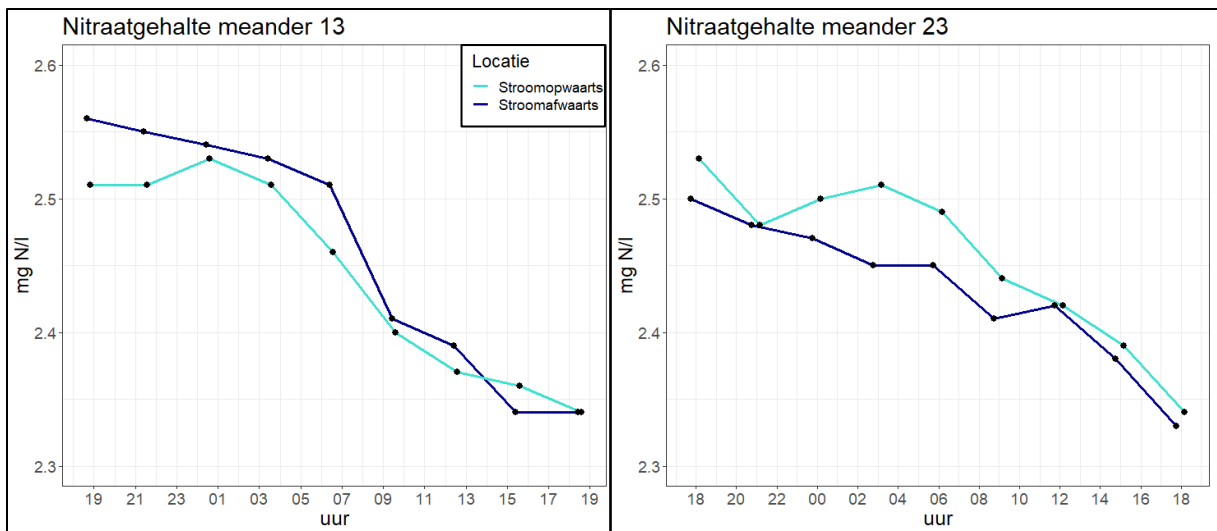 Nitraatgehalte meander 13
mg N/l
2.6
2.5
2.4
2.3
Locatie
Stroomopwaarts
Stroomafwaarts
19 21 23 01 03 05 07 09 11 13 15 17 19
uur
Nitraatgehalte meander 23
mg N/l
2.6
2.5
2.4
2.3
18 20 22 00 02 04 06 08 10 12 14 16 18
uur